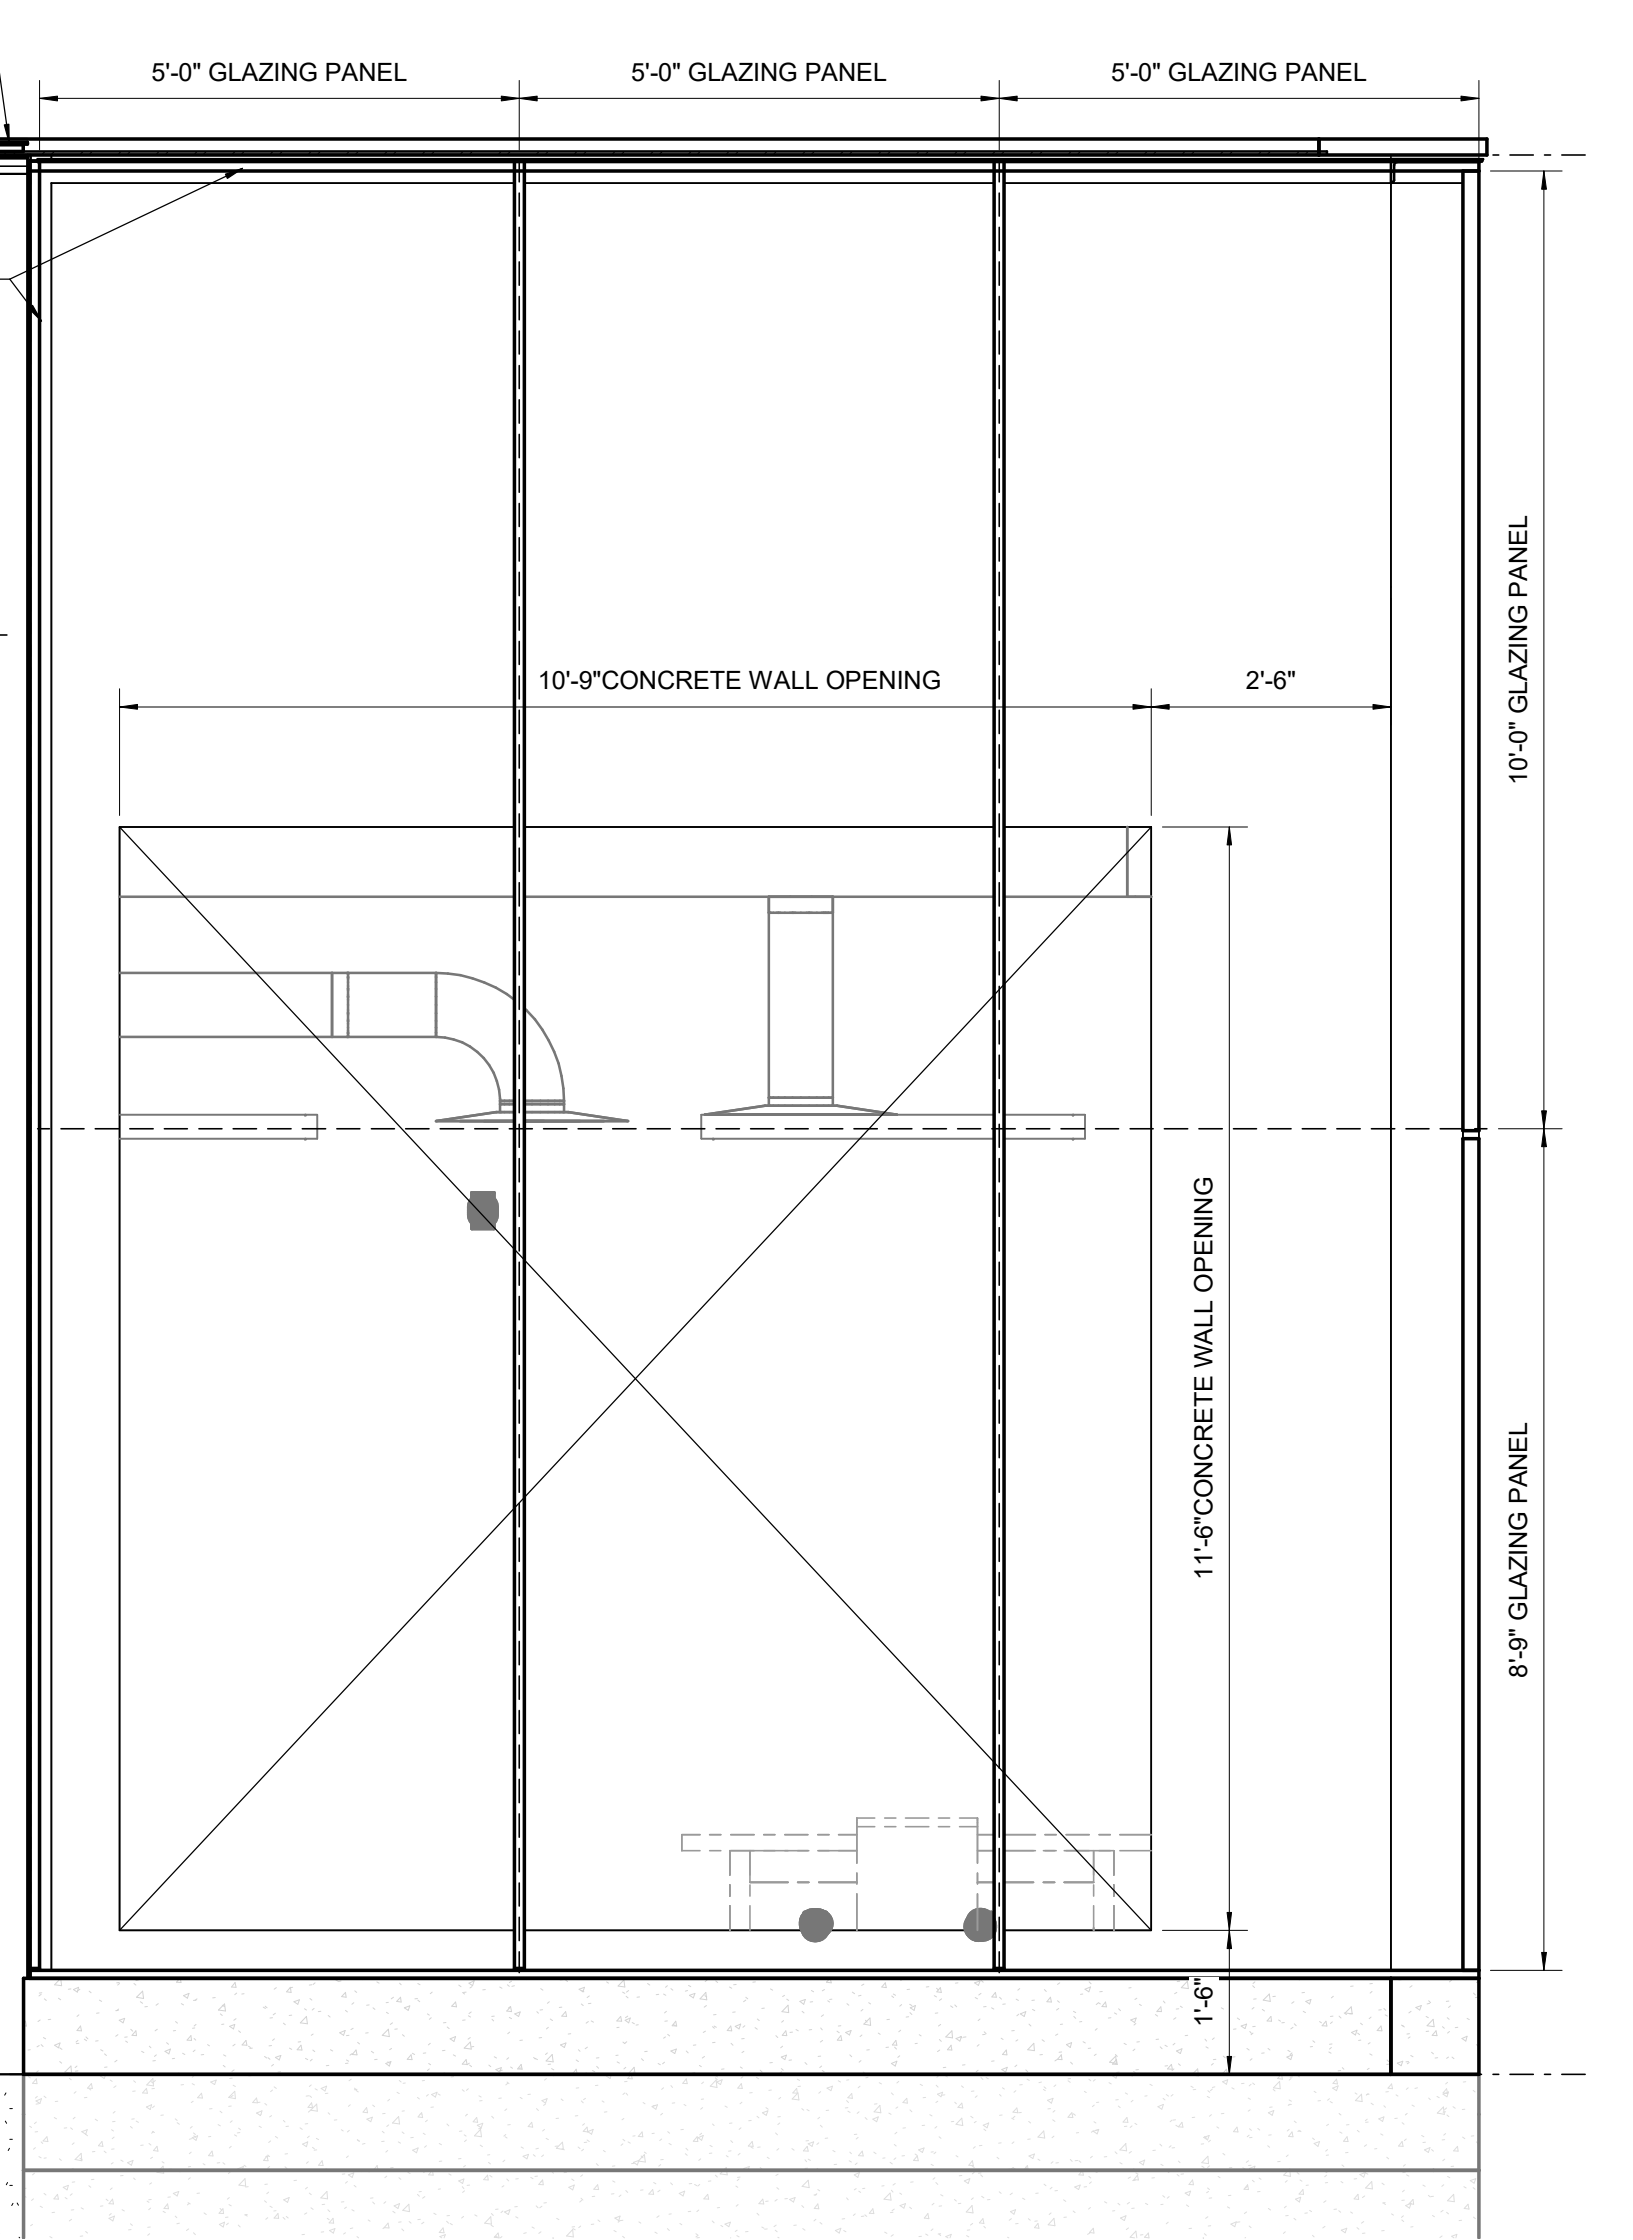 5'-0" GLAZING PANEL
5'-0" GLAZING PANEL
5'-0" GLAZING PANEL
10'-0" GLAZING PANEL
10'-9"CONCRETE WALL OPENING
2'-6"
11'-6"CONCRETE WALL OPENING
8'-9" GLAZING PANEL
1'-6"